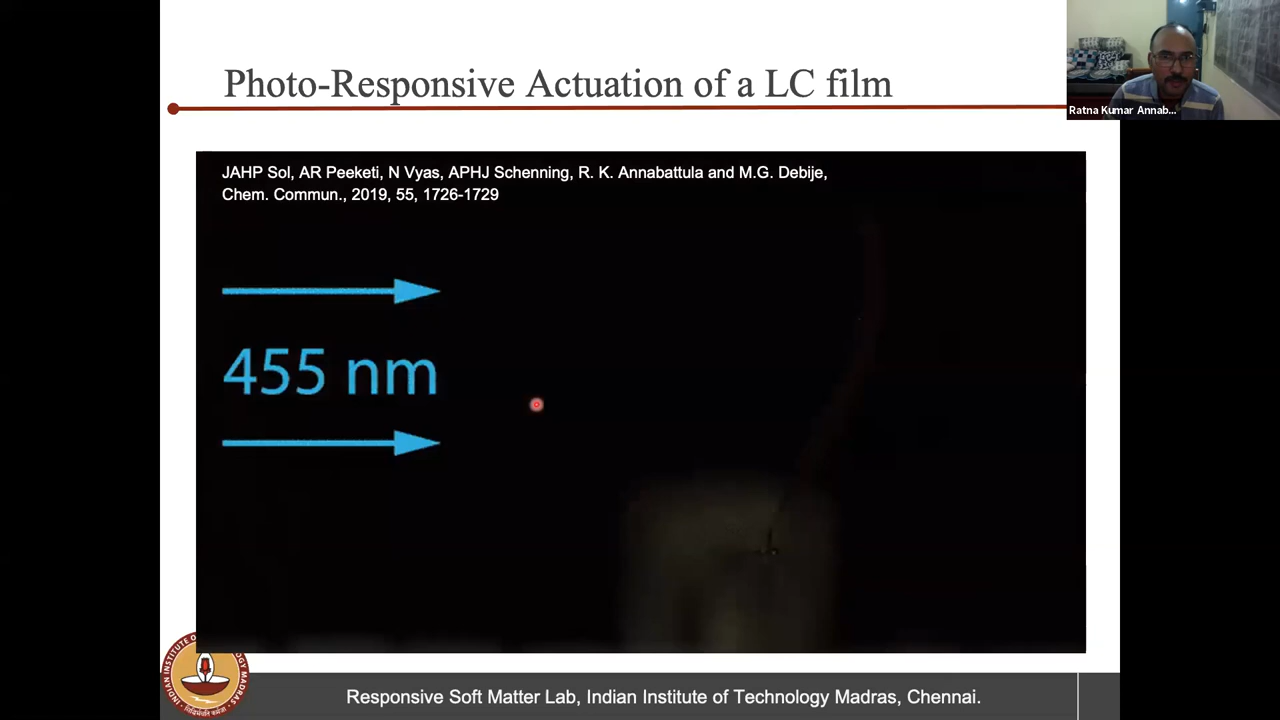 Photo-Responsive Actuation of a LC film
Ratna Kumar Annab...
JAHP Sol, AR Peeketi, N Vyas, APHJ Schenning, R. K. Annabattula and M.G. Debije,
Chem. Commun., 2019, 55, 1726-1729
455 nm
Responsive Soft Matter Lab, Indian Institute of Technology Madras, Chennai.